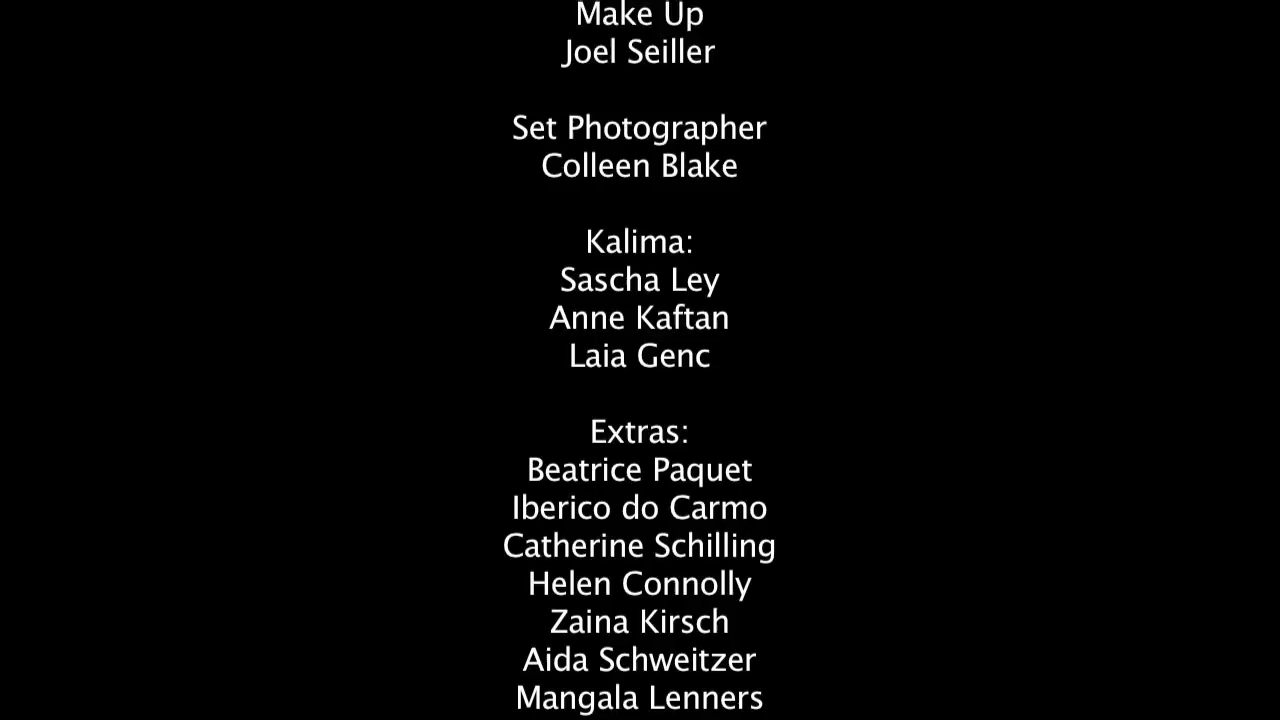 Make Up
Joel Seiller
Set Photographer
Colleen Blake
Kalima:
Sascha Ley
Anne Kaftan
Laia Genc
Extras:
Beatrice Paquet
Iberico do Carmo
Catherine Schilling
Helen Connolly
Zaina Kirsch
Aida Schweitzer
Mangala Lenners